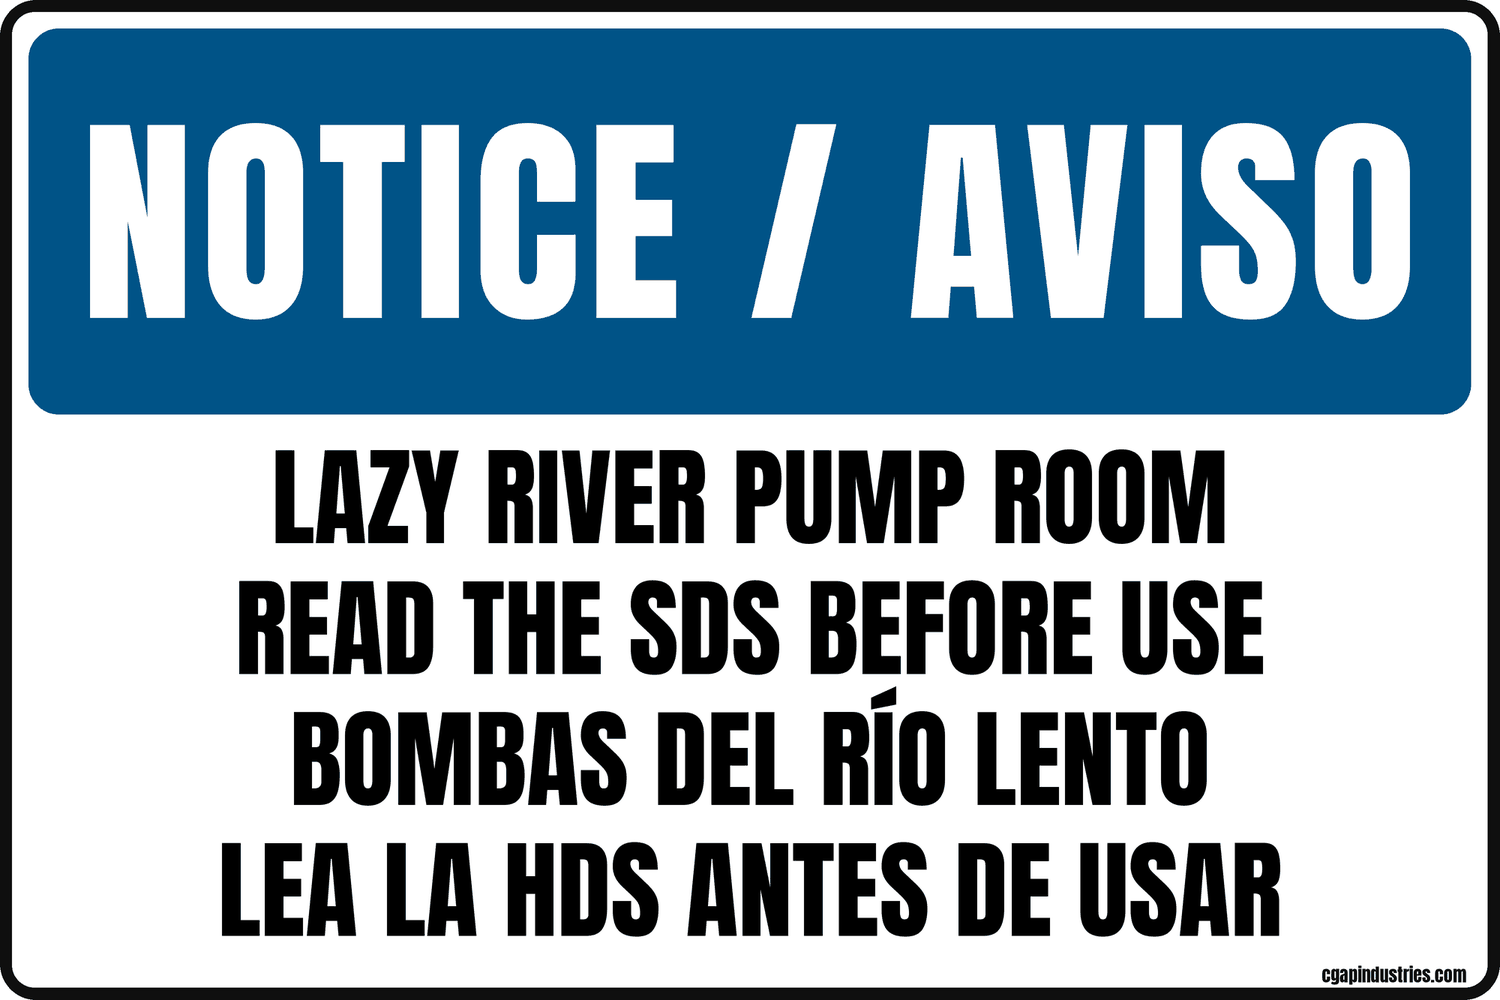 NOTICE / AVISO
LAZY RIVER PUMP ROOM
READ THE SDS BEFORE USE
BOMBAS DEL RÍO LENTO
LEA LA HDS ANTES DE USAR
cgapindustries.com